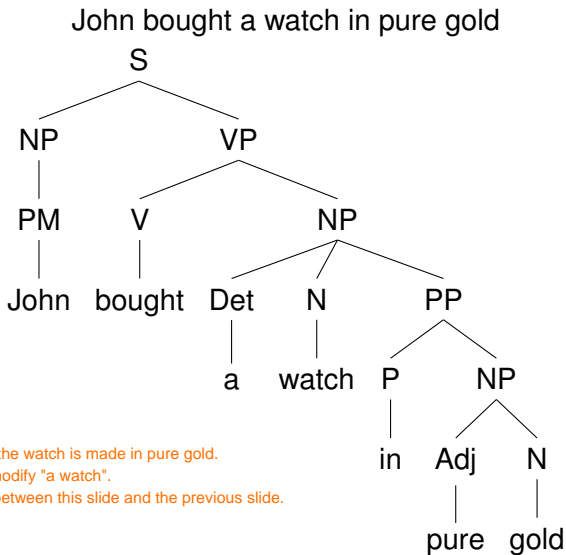 John bought a watch in pure gold
S
NP VP
PM V NP
John bought Det N PP
a watch P NP
the watch is made in pure gold.
in Adj N
modify "a watch".
between this slide and the previous slide.
pure gold